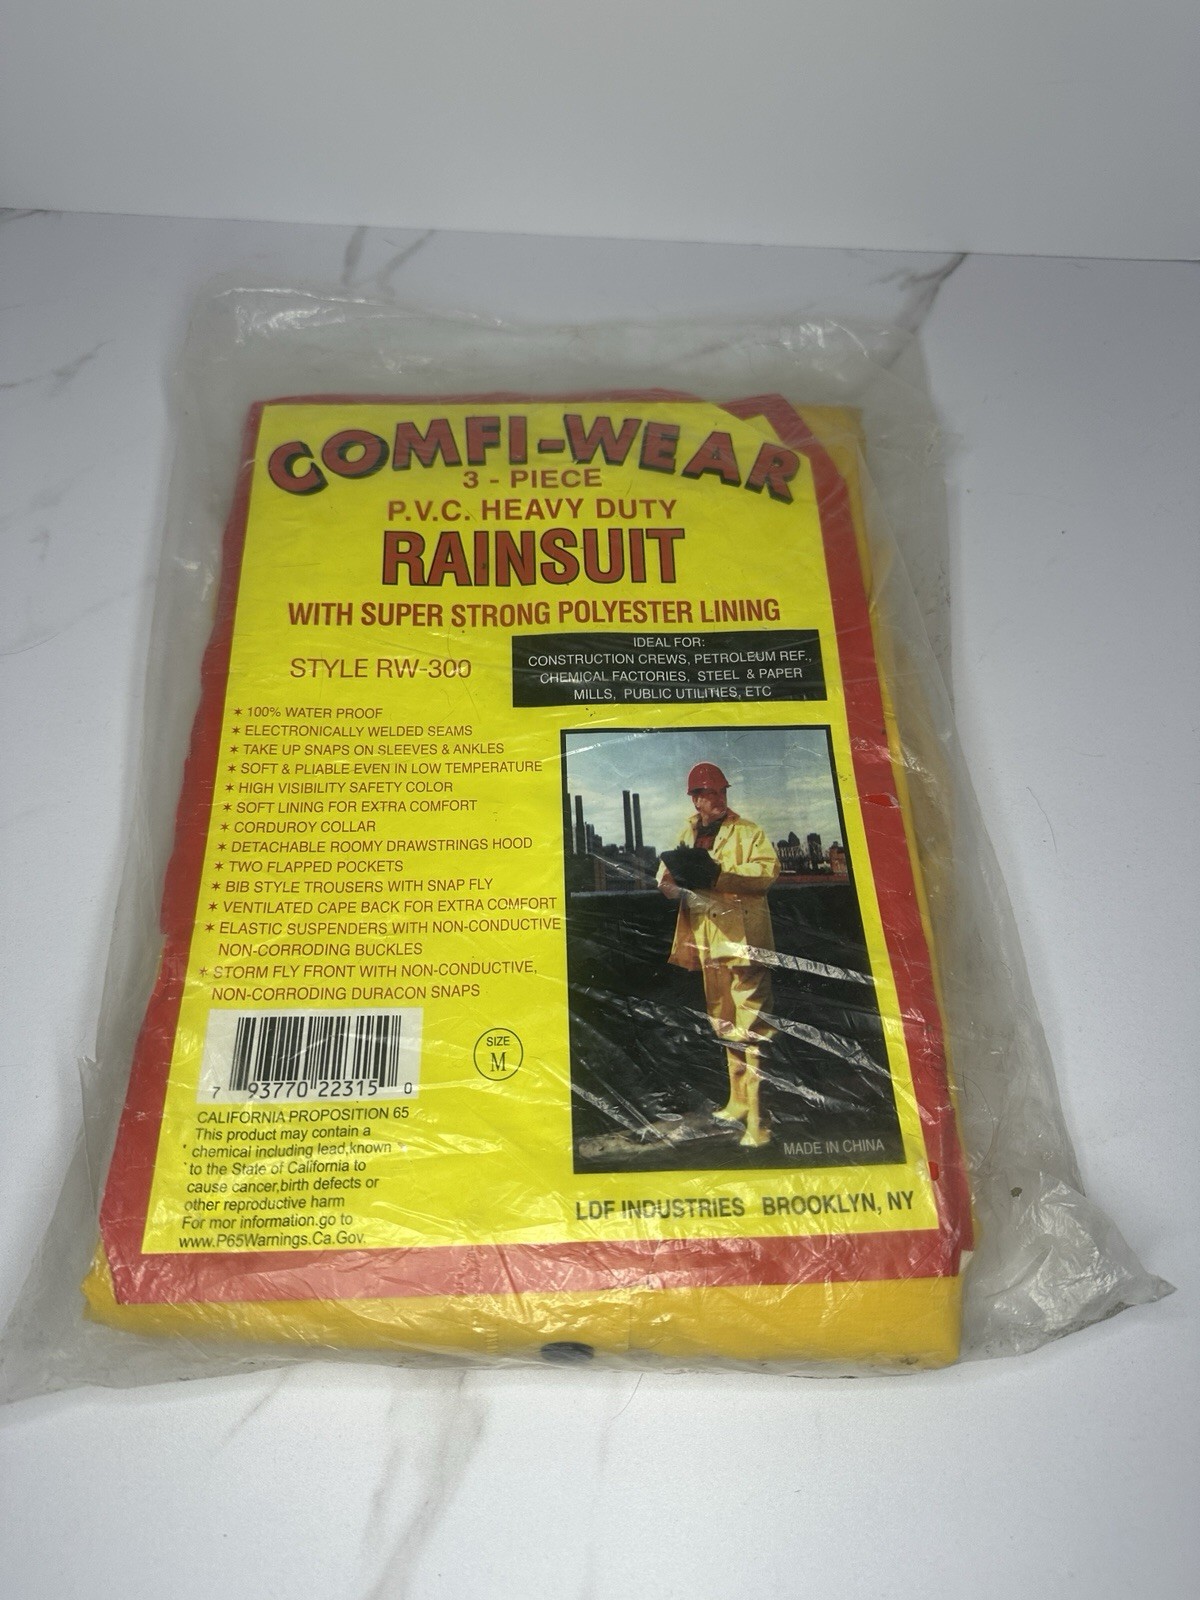 COMFI-WEAR
3 - PIECE
P.V.C. HEAVY DUTY
RAINSUIT
WITH SUPER STRONG POLYESTER LINING
STYLE RW-300
IDEAL FOR:
CONSTRUCTION CREWS, PETROLEUM REF.,
CHEMICAL FACTORIES, STEEL & PAPER
MILLS, PUBLIC UTILITIES, ETC
✶ 100% WATER PROOF
✶ ELECTRONICALLY WELDED SEAMS
✶ TAKE UP SNAPS ON SLEEVES & ANKLES
✶ SOFT & PLIABLE EVEN IN LOW TEMPERATURE
✶ HIGH VISIBILITY SAFETY COLOR
✶ SOFT LINING FOR EXTRA COMFORT
✶ CORDUROY COLLAR
✶ DETACHABLE ROOMY DRAWSTRINGS HOOD
✶ TWO FLAPPED POCKETS
✶ BIB STYLE TROUSERS WITH SNAP FLY
✶ VENTILATED CAPE BACK FOR EXTRA COMFORT
✶ ELASTIC SUSPENDERS WITH NON-CONDUCTIVE
NON-CORRODING BUCKLES
✶ STORM FLY FRONT WITH NON-CONDUCTIVE,
NON-CORRODING DURACON SNAPS
7 93770 22315 0
SIZE
M
CALIFORNIA PROPOSITION 65
This product may contain a
chemical including lead,known
to the State of California to
cause cancer,birth defects or
other reproductive harm
For mor information.go to
www.P65Warnings.Ca.Gov.
MADE IN CHINA
LDF INDUSTRIES BROOKLYN, NY